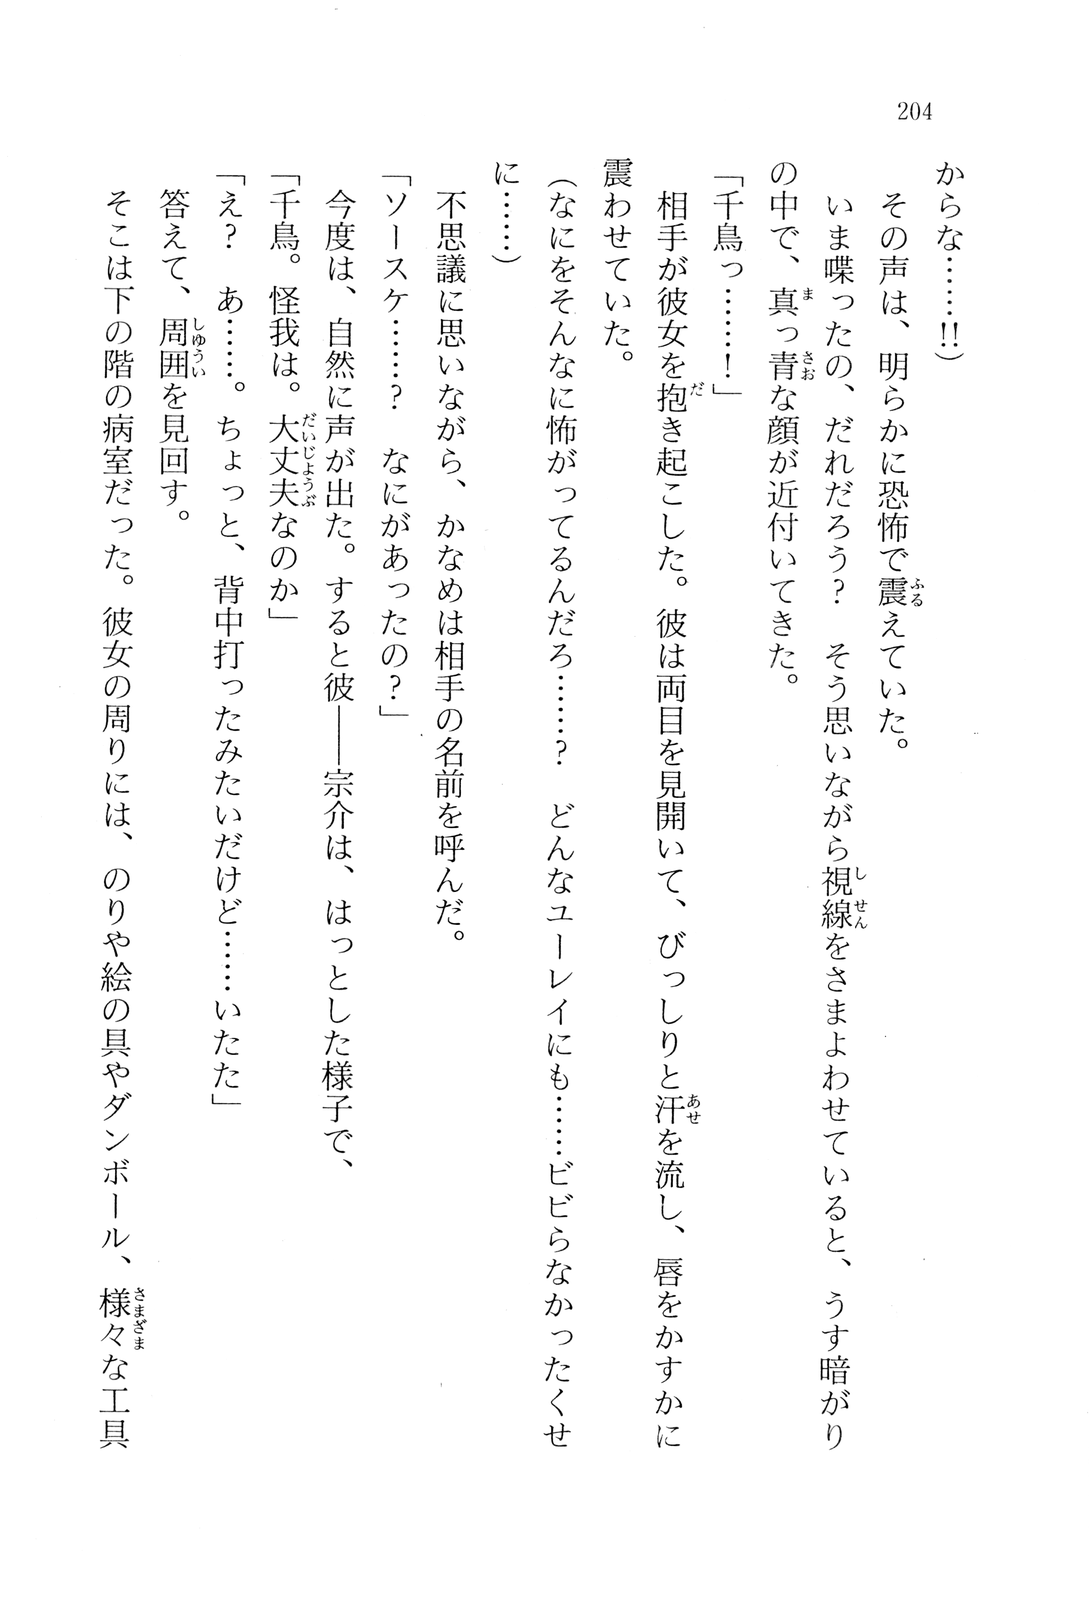 204
からな……!!）
　その声は、明らかに恐怖で震えていた。
　いま喋ったの、だれだろう？　そう思いながら視線をさまよわせていると、うす暗がり
の中で、真っ青な顔が近付いてきた。
「千鳥っ……！」
　相手が彼女を抱き起こした。彼は両目を見開いて、びっしりと汗を流し、唇をかすかに
震わせていた。
（なにをそんなに怖がってるんだろ……？　どんなユーレイにも……ビビらなかったくせ
に……）
　不思議に思いながら、かなめは相手の名前を呼んだ。
「ソースケ……？　なにがあったの？」
　今度は、自然に声が出た。すると彼――宗介は、はっとした様子で、
「千鳥。怪我は。大丈夫なのか」
「え？　あ……。ちょっと、背中打ったみたいだけど……いたた」
　答えて、周囲を見回す。
　そこは下の階の病室だった。彼女の周りには、のりや絵の具やダンボール、様々な工具